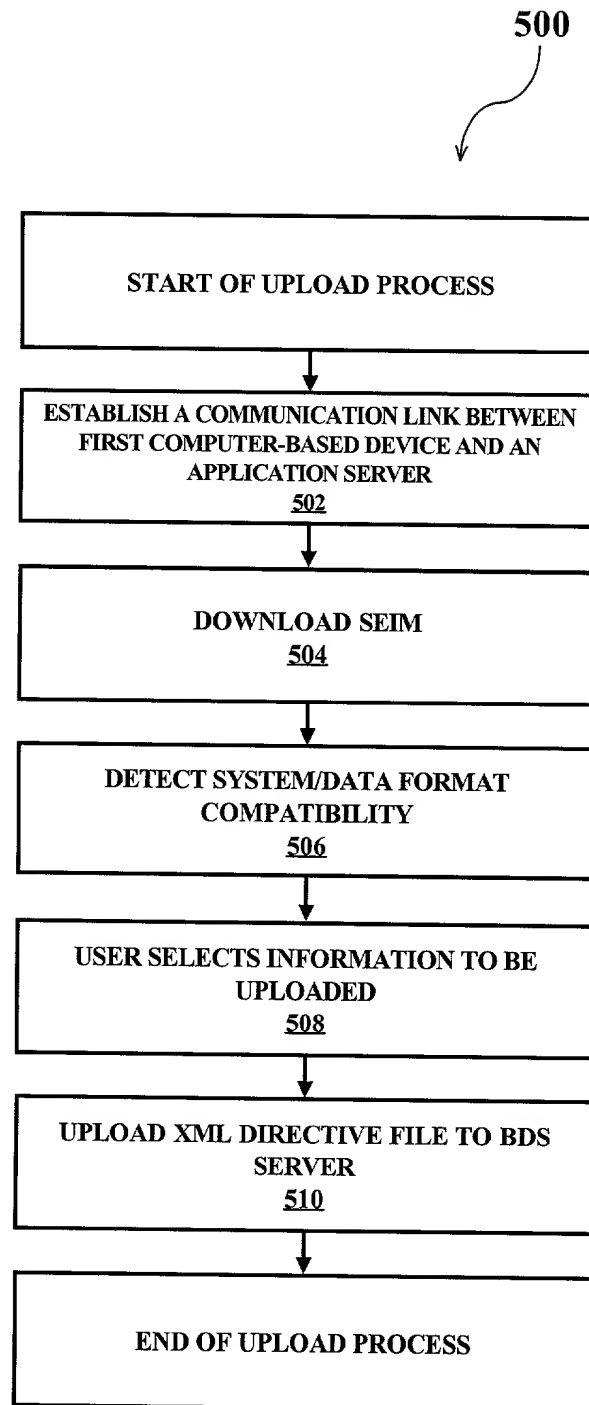 500
START OF UPLOAD PROCESS
ESTABLISH A COMMUNICATION LINK BETWEEN
FIRST COMPUTER-BASED DEVICE AND AN
APPLICATION SERVER
502
DOWNLOAD SEIM
504
DETECT SYSTEM/DATA FORMAT
COMPATIBILITY
506
USER SELECTS INFORMATION TO BE
UPLOADED
508
UPLOAD XML DIRECTIVE FILE TO BDS
SERVER
510
END OF UPLOAD PROCESS